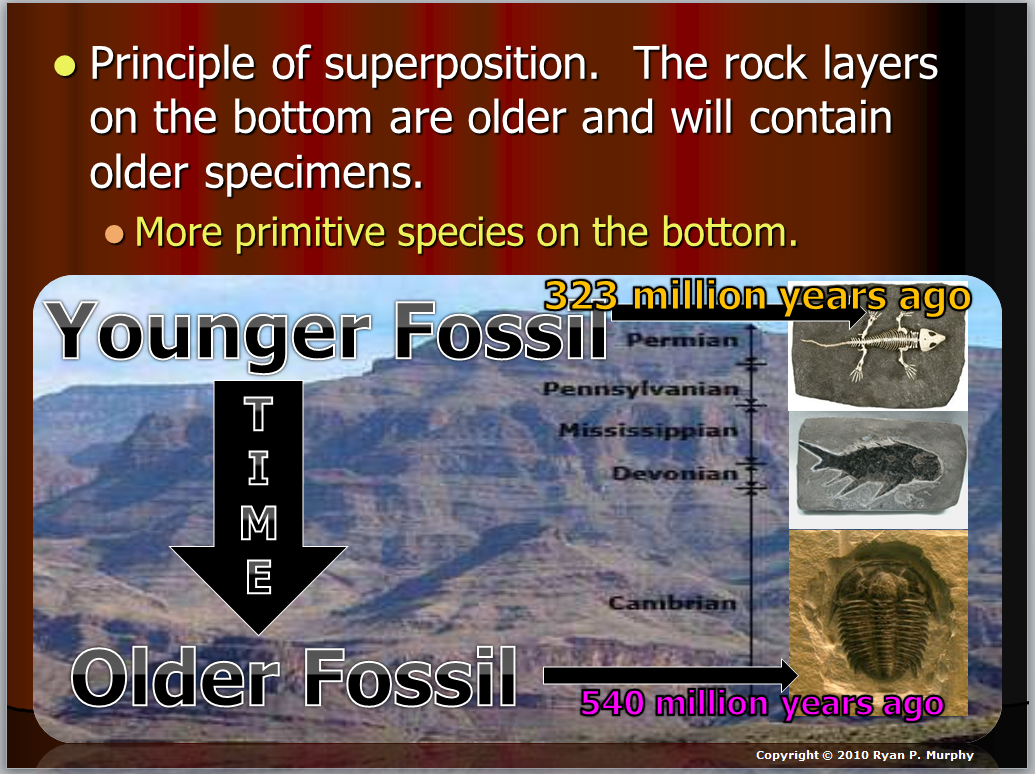 Principle of superposition. The rock layers
on the bottom are older and will contain
older specimens.
More primitive species on the bottom.
323 million years ago
Younger Fossil
Permian
Pennsylvanian
Mississippian
Devonian
T
I
M
E
Cambrian
Older Fossil
540 million years ago
Copyright © 2010 Ryan P. Murphy